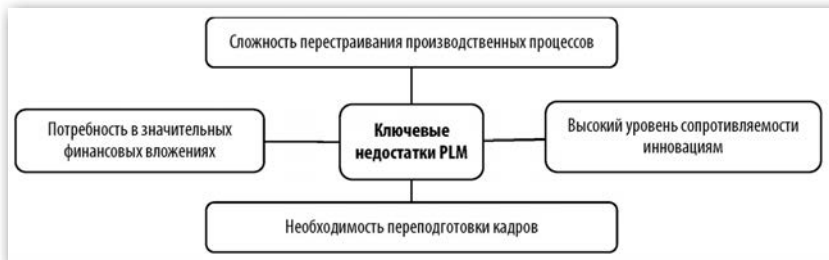 Сложность перестраивания производственных процессов
Потребность в значительных
финансовых вложениях
Ключевые
недостатки PLM
Высокий уровень сопротивляемости
инновациям
Необходимость переподготовки кадров